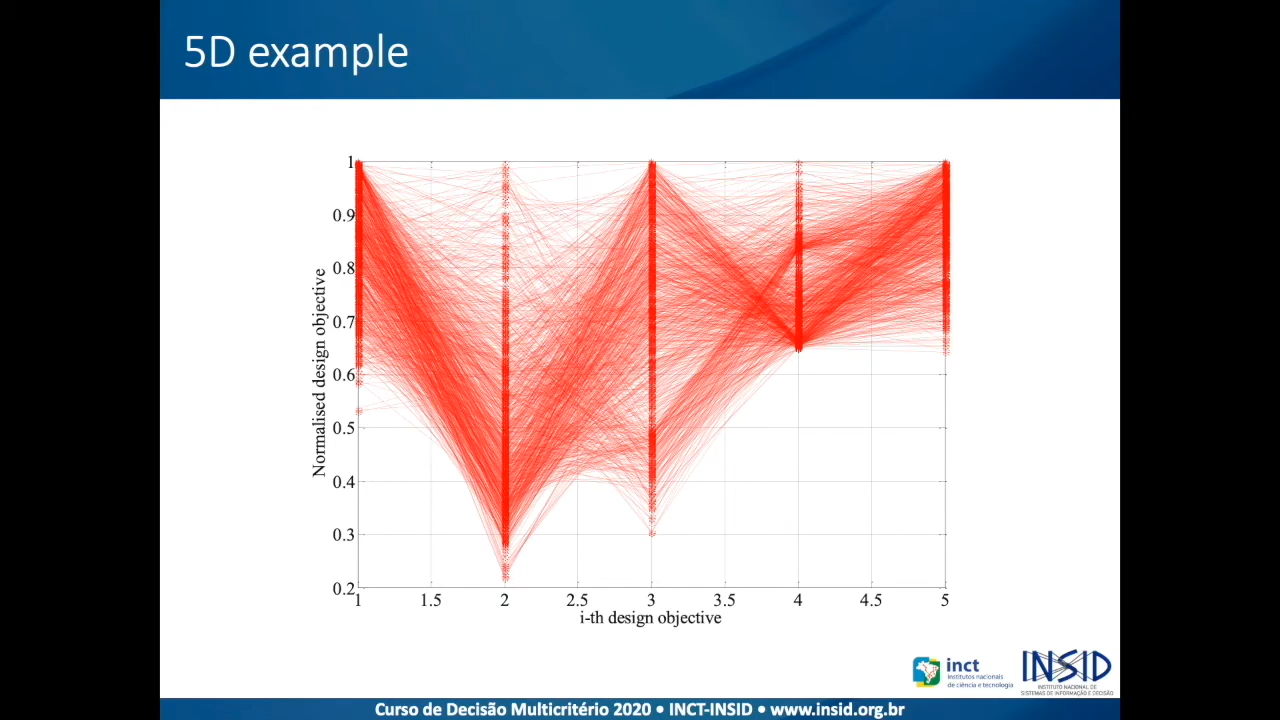 5D example
1
0.9
0.8
0.7
0.6
0.5
0.4
0.3
0.2
Normalised design objective
1 1.5 2 2.5 3 3.5 4 4.5 5
i-th design objective
inct
institutos nacionais
de ciência e tecnologia
INSID
INSTITUTO NACIONAL DE
SISTEMAS DE INFORMAÇÃO E DECISÃO
Curso de Decisão Multicritério 2020 • INCT-INSID • www.insid.org.br